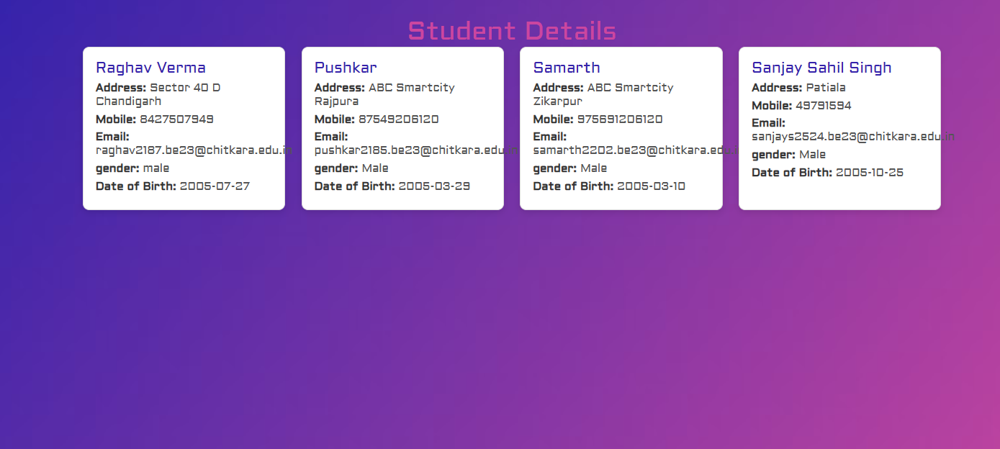 Student Details
Raghav Verma
Address: Sector 40 D
Chandigarh
Mobile: 8427507949
Email:
raghav2187.be23@chitkara.edu.in
gender: male
Date of Birth: 2005-07-27
Pushkar
Address: ABC Smartcity
Rajpura
Mobile: 87549206120
Email:
pushkar2185.be23@chitkara.edu.in
gender: Male
Date of Birth: 2005-03-29
Samarth
Address: ABC Smartcity
Zikarpur
Mobile: 975691206120
Email:
samarth2202.be23@chitkara.edu.i
gender: Male
Date of Birth: 2005-03-10
Sanjay Sahil Singh
Address: Patiala
Mobile: 49791594
Email:
sanjays2524.be23@chitkara.edu.in
gender: Male
Date of Birth: 2005-10-25